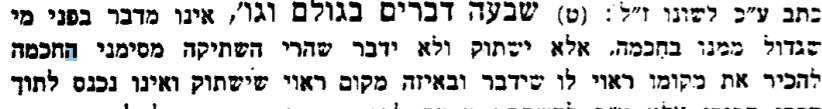 כתב ע״כ לשונו ז״ל: (ט) שבעה דברים בגולם וגו׳, אינו מדבר בפני מי
שגדול ממנו בחכמה. אלא ישתוק ולא ידבר שהרי השתיקה מסימני החכמה
להכיר את מקומו ראוי לו שידבר ובאיזה מקום ראוי שישתוק ואינו נכנס לתוך